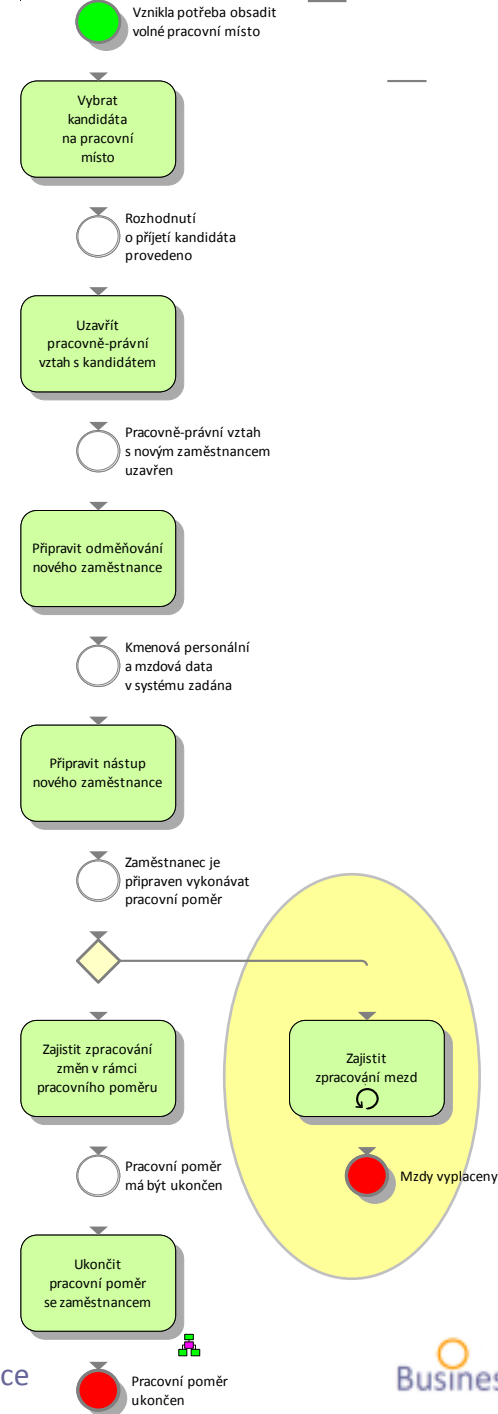 Vznikla potřeba obsadit
volné pracovní místo
Vybrat
kandidáta
na pracovní
místo
Rozhodnutí
o příjetí kandidáta
provedeno
Uzavřít
pracovně-právní
vztah s kandidátem
Pracovně-právní vztah
s novým zaměstnancem
uzavřen
Připravit odměňování
nového zaměstnance
Kmenová personální
a mzdová data
v systému zadána
Připravit nástup
nového zaměstnance
Zaměstnanec je
připraven vykonávat
pracovní poměr
Zajistit zpracování
změn v rámci
pracovního poměru
Zajistit
zpracování mezd
Pracovní poměr
má být ukončen
Mzdy vyplaceny
Ukončit
pracovní poměr
se zaměstnancem
Pracovní poměr
ukončen
ce
Busines